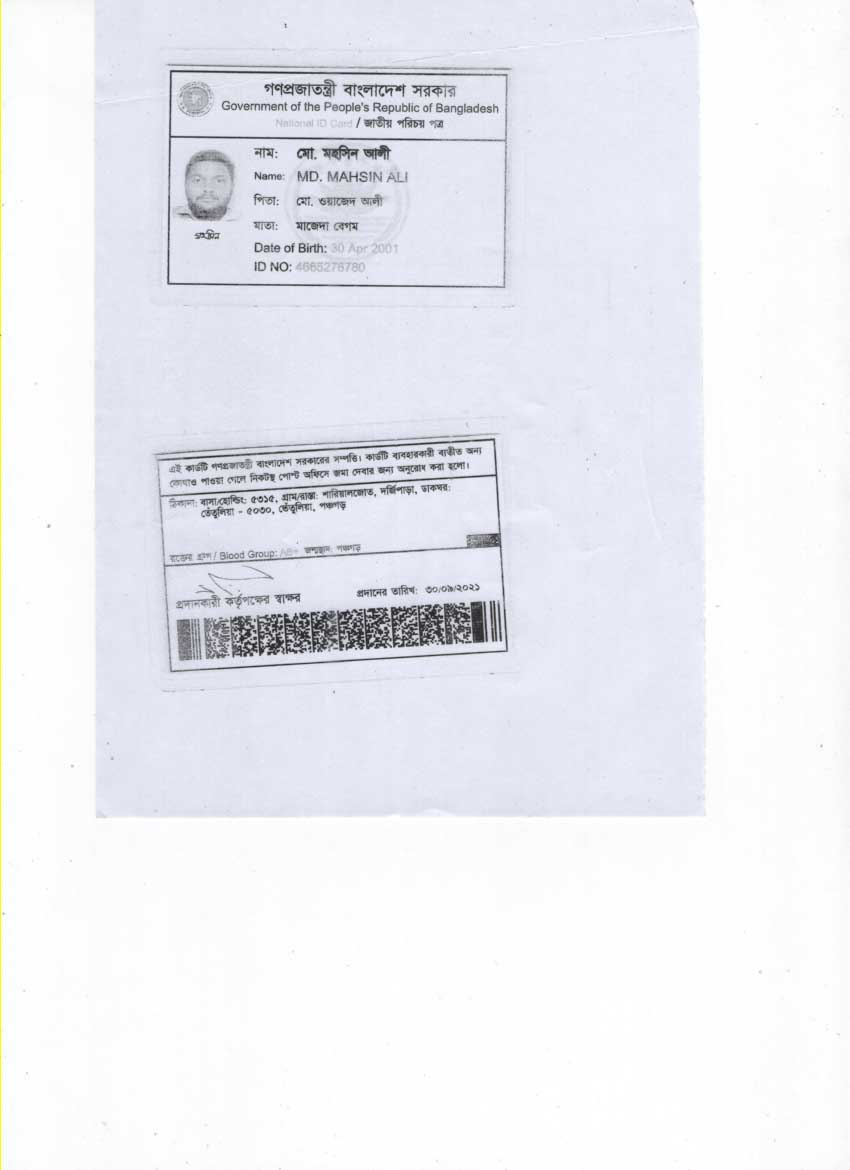 গণপ্রজাতন্ত্রী বাংলাদেশ সরকার
Government of the People's Republic of Bangladesh
National ID Card / জাতীয় পরিচয় পত্র
নাম: মো. মহসিন আলী
Name: MD. MAHSIN ALI
পিতা: মো. ওয়াজেদ আলী
মাতা: মাজেদা বেগম
মহসিন
Date of Birth: 30 Apr 2001
ID NO: 4665276780
এই কার্ডটি গণপ্রজাতন্ত্রী বাংলাদেশ সরকারের সম্পত্তি। কার্ডটি ব্যবহারকারী ব্যতীত অন্য
কোথাও পাওয়া গেলে নিকটস্থ পোস্ট অফিসে জমা দেবার জন্য অনুরোধ করা হলো।
ঠিকানা: বাসা/হোল্ডিং: ৫৩১৫, গ্রাম/রাস্তা: শারিয়ালজোত, দর্জিপাড়া, ডাকঘর:
তেঁতুলিয়া - ৫০৩০, তেঁতুলিয়া, পঞ্চগড়
রক্তের গ্রুপ / Blood Group: AB+ জন্মস্থান: পঞ্চগড়
প্রদানকারী কর্তৃপক্ষের স্বাক্ষর
প্রদানের তারিখ: ৩০/০৯/২০২১